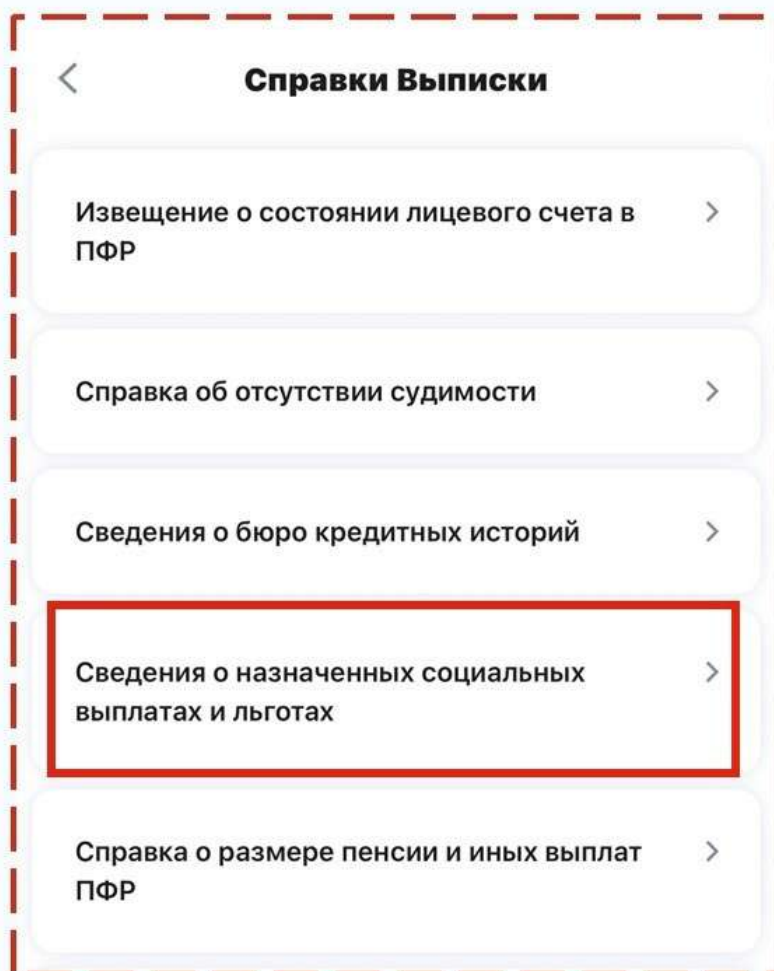 Справки Выписки
Извещение о состоянии лицевого счета в
ПФР
Справка об отсутствии судимости
Сведения о бюро кредитных историй
Сведения о назначенных социальных
выплатах и льготах
Справка о размере пенсии и иных выплат
ПФР